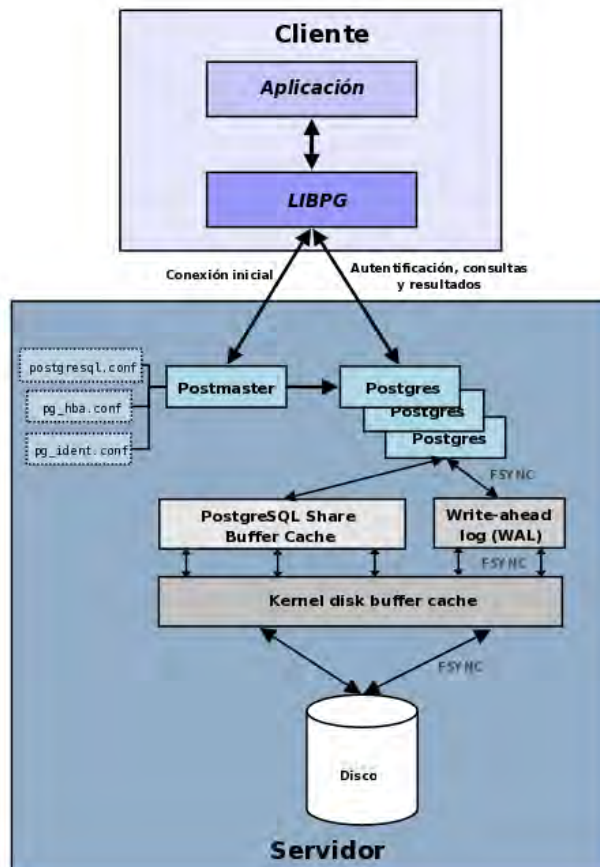 Cliente
Aplicación
LIBPG
Conexión inicial
Autentificación, consultas
y resultados
postgresql.conf
pg_hba.conf
pg_ident.conf
Postmaster
Postgres
Postgres
Postgres
FSYNC
PostgreSQL Share
Buffer Cache
Write-ahead
log (WAL)
FSYNC
Kernel disk buffer cache
FSYNC
Disco
Servidor